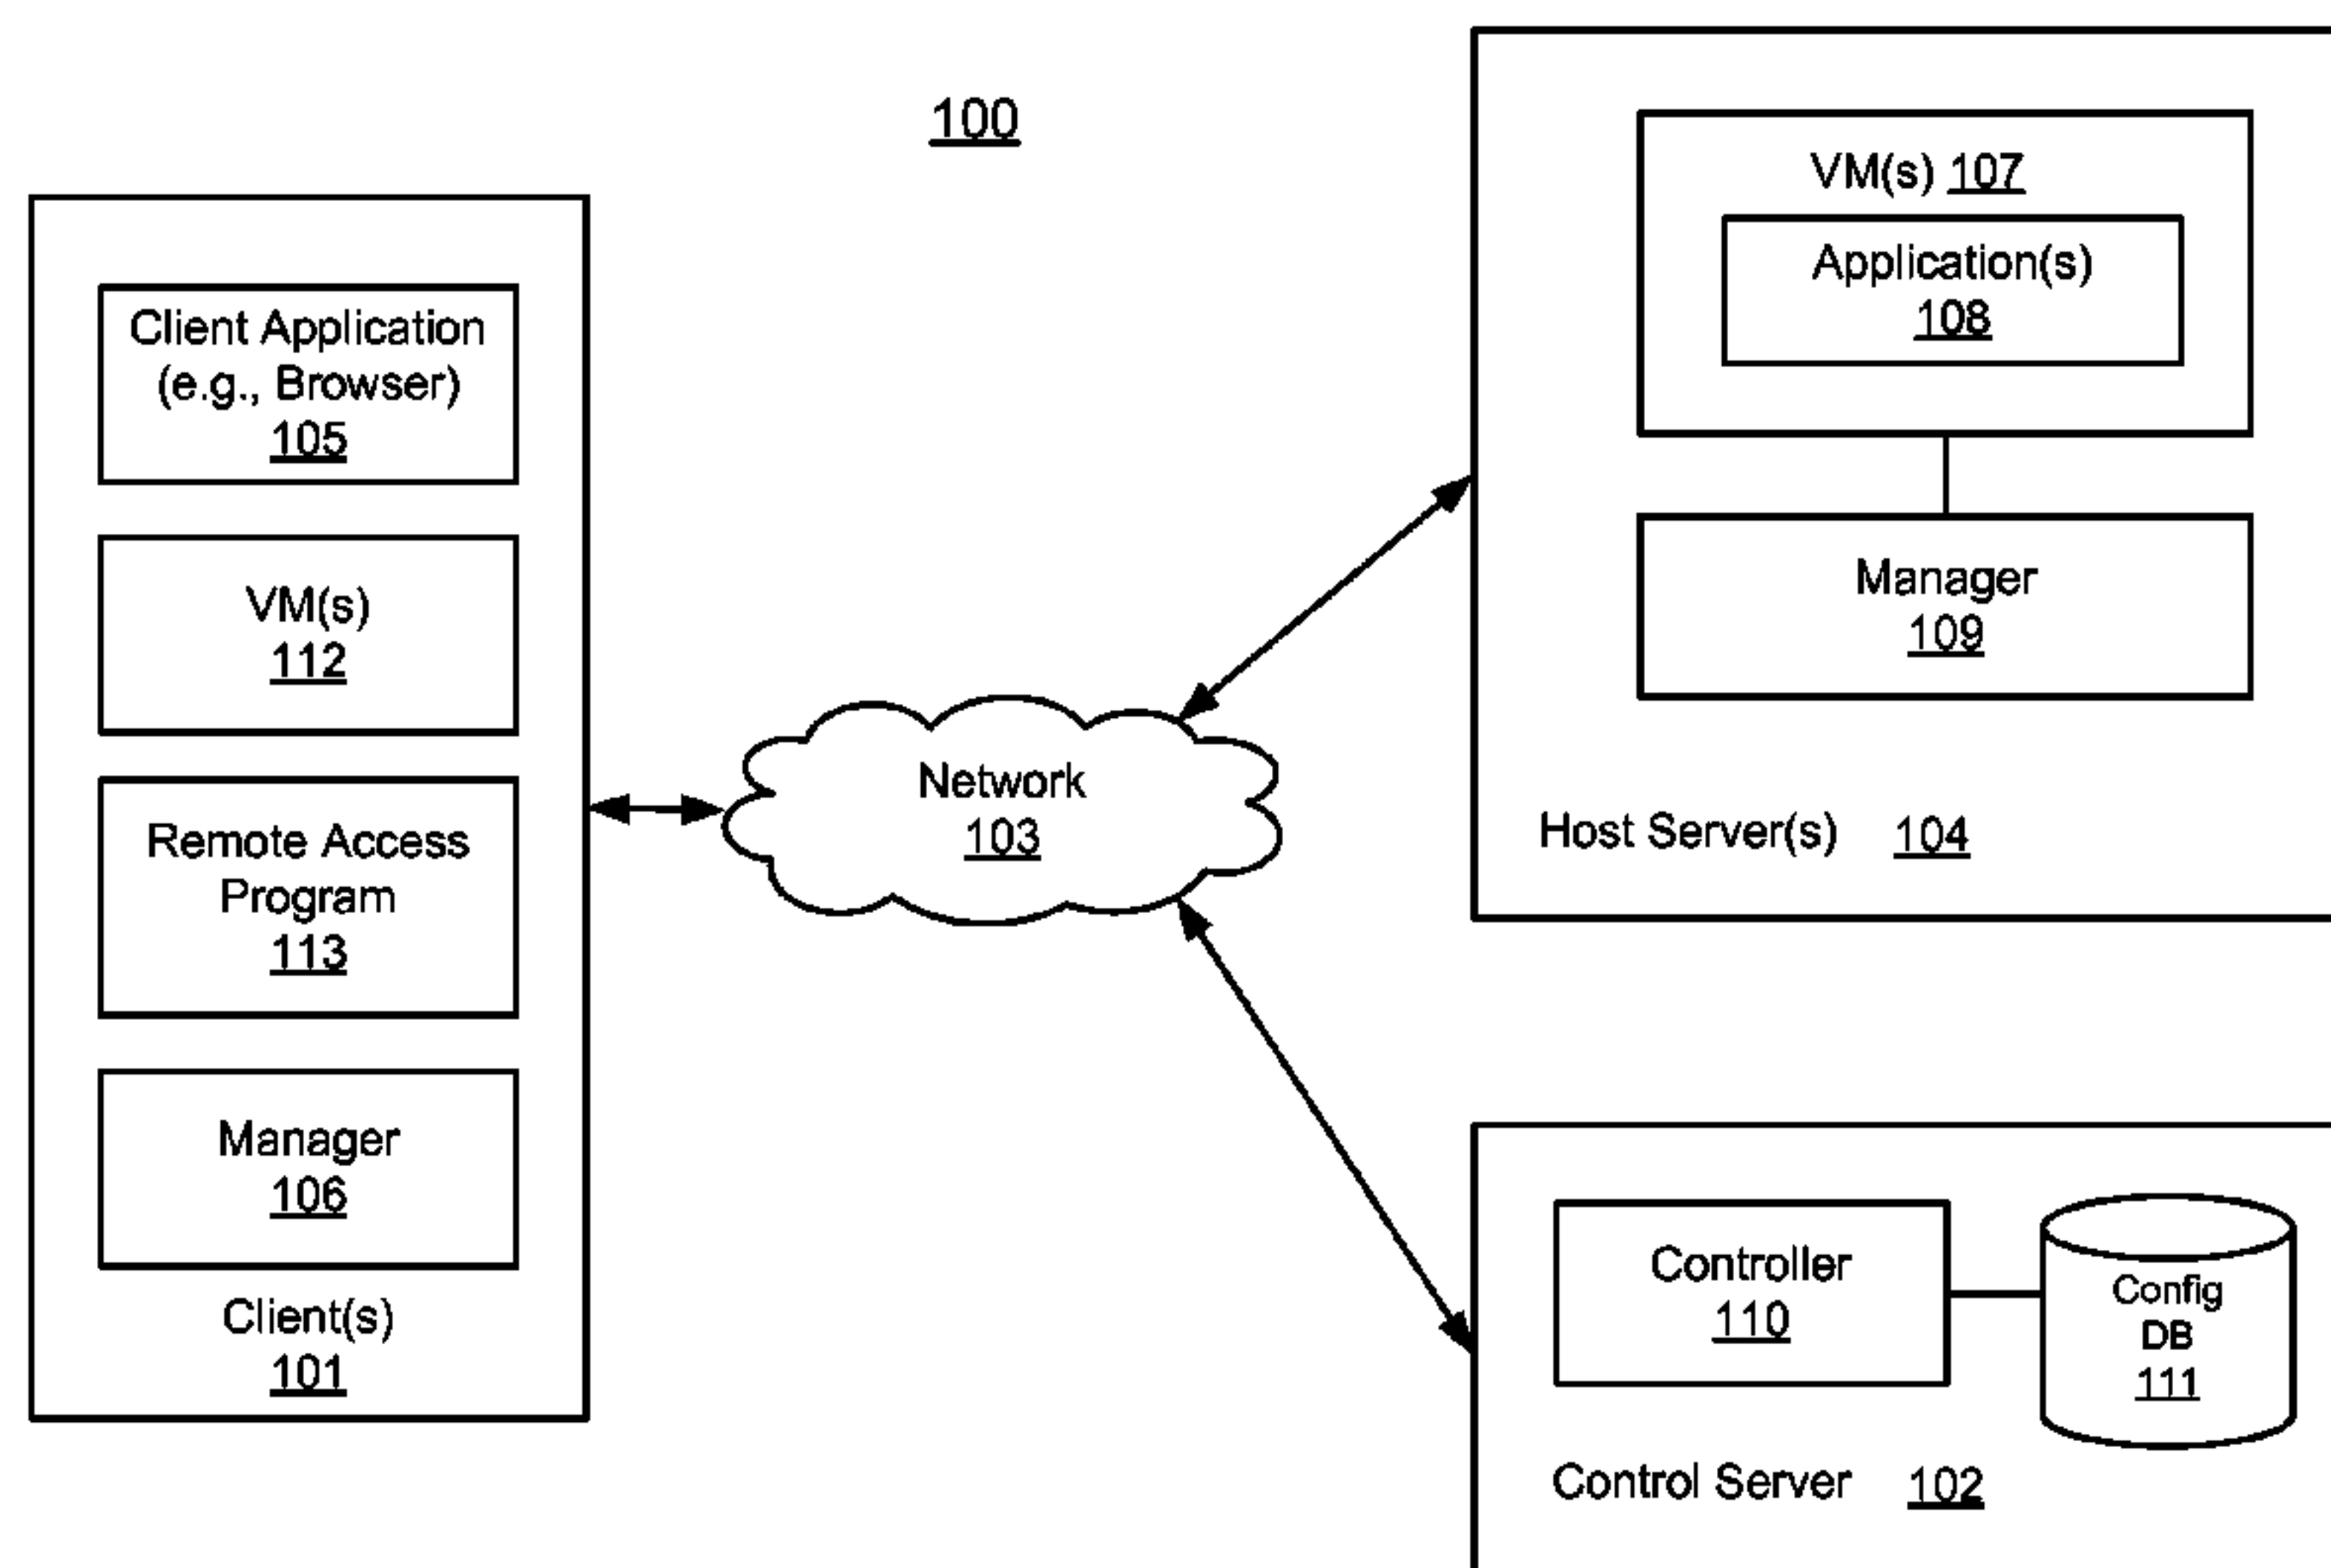 100
Client Application
(e.g., Browser)
105
VM(s)
112
Remote Access
Program
113
Manager
106
Client(s)
101
Network
103
VM(s) 107
Application(s)
108
Manager
109
Host Server(s) 104
Controller
110
Config
DB
111
Control Server 102